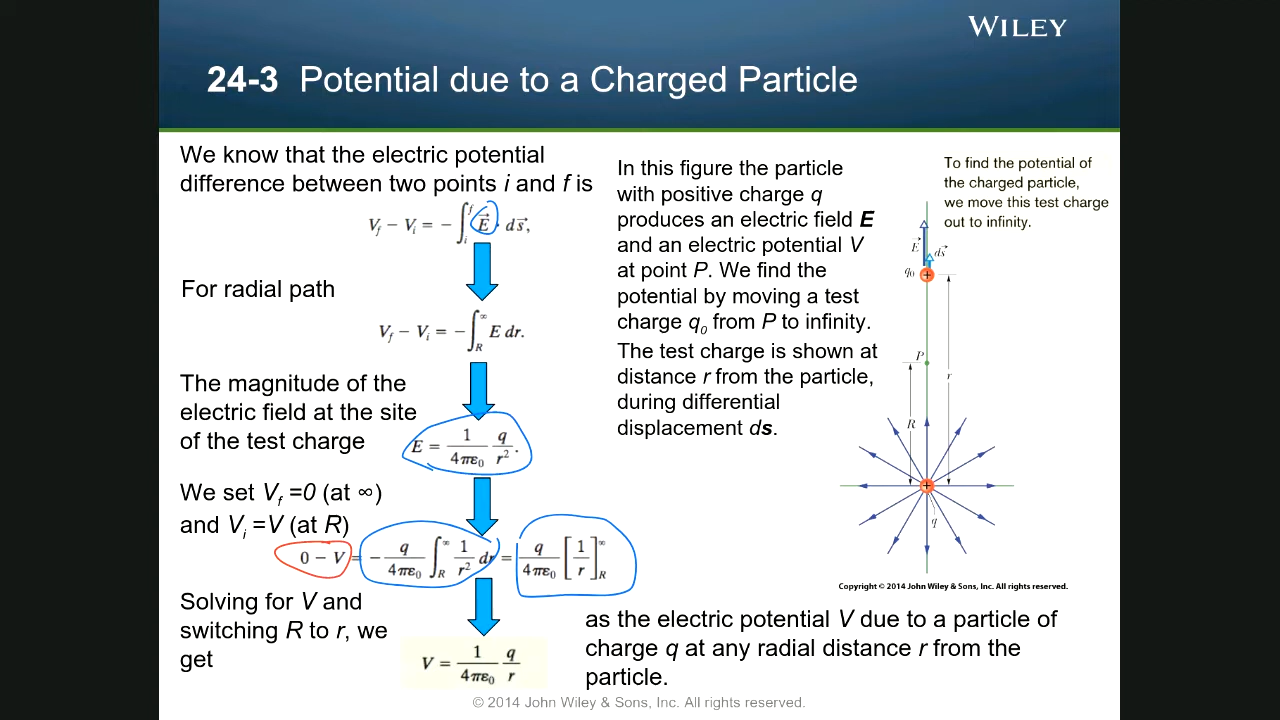 WILEY
24-3 Potential due to a Charged Particle
We know that the electric potential
difference between two points i and f is
V_f − V_i = − ∫_i^f E⃗ · ds⃗,
For radial path
V_f − V_i = − ∫_R^∞ E dr.
The magnitude of the
electric field at the site
of the test charge
E = 1/(4πε₀) q/r².
We set V_f =0 (at ∞)
and V_i =V (at R)
0 − V = − q/(4πε₀) ∫_R^∞ 1/r² dr = q/(4πε₀) [1/r]_R^∞
Solving for V and
switching R to r, we
get
V = 1/(4πε₀) q/r
In this figure the particle
with positive charge q
produces an electric field E
and an electric potential V
at point P. We find the
potential by moving a test
charge q₀ from P to infinity.
The test charge is shown at
distance r from the particle,
during differential
displacement ds.
To find the potential of
the charged particle,
we move this test charge
out to infinity.
E⃗
ds⃗
q₀
+
P
r
R
+
q
Copyright © 2014 John Wiley & Sons, Inc. All rights reserved.
as the electric potential V due to a particle of
charge q at any radial distance r from the
particle.
© 2014 John Wiley & Sons, Inc. All rights reserved.